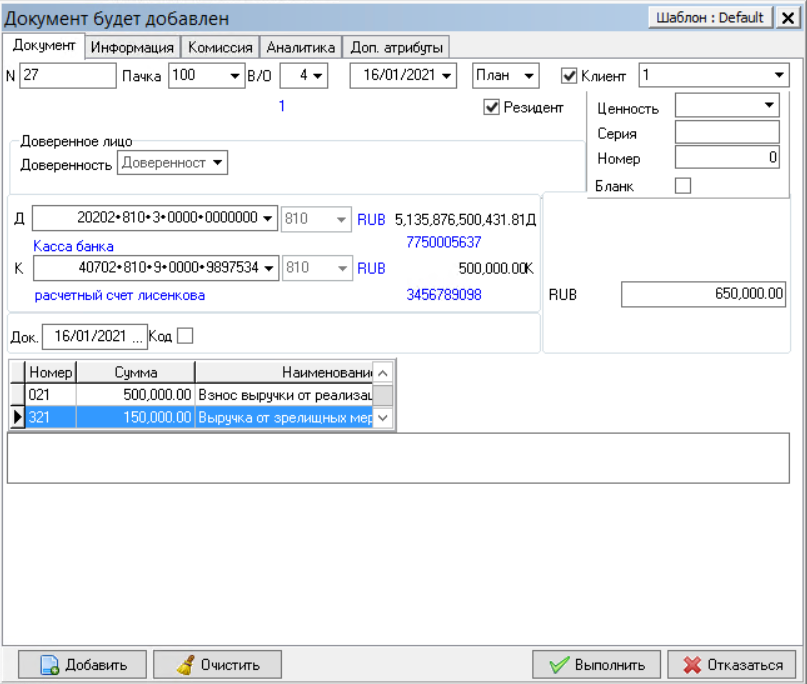 Документ будет добавлен Шаблон : Default
Документ Информация Комиссия Аналитика Доп. атрибуты
N 27 Пачка 100 В/О 4 16/01/2021 План Клиент 1
1 Резидент Ценность
Серия
Доверенное лицо
Доверенность Доверенност Номер 0
Бланк
Д 20202•810•3•0000•0000000 810 RUB 5,135,876,500,431.81Д
Касса банка 7750005637
К 40702•810•9•0000•9897534 810 RUB 500,000.00К
расчетный счет лисенкова 3456789098 RUB 650,000.00
Док. 16/01/2021 ... Код
Номер Сумма Наименование
021 500,000.00 Взнос выручки от реализац
321 150,000.00 Выручка от зрелищных мер
Добавить Очистить Выполнить Отказаться